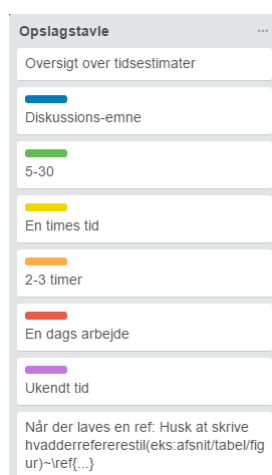 Opslagstavle
Oversigt over tidsestimater
Diskussions-emne
5-30
En times tid
2-3 timer
En dags arbejde
Ukendt tid
Når der laves en ref: Husk at skrive
hvadderrefererestil(eks:afsnit/tabel/fig
ur)~\ref{...}